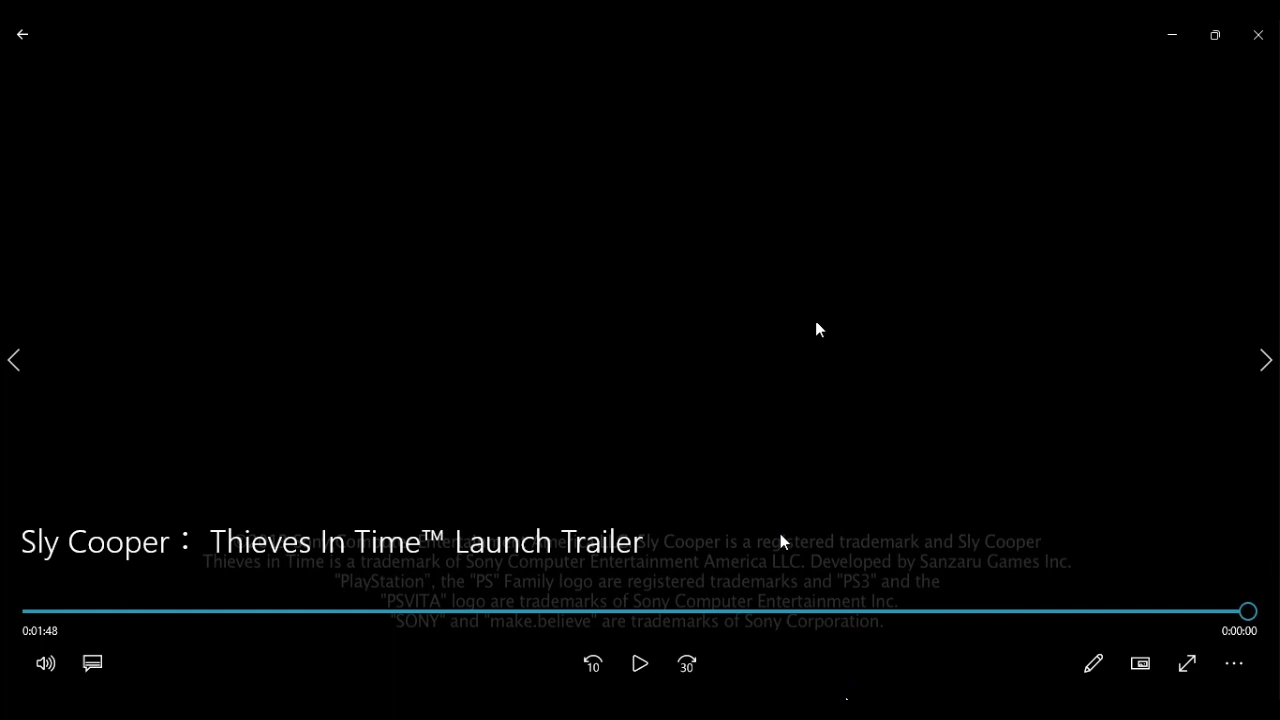 Sly Cooper： Thieves In Time™ Launch Trailer
Sly Cooper is a registered trademark and Sly Cooper
Thieves in Time is a trademark of Sony Computer Entertainment America LLC. Developed by Sanzaru Games Inc.
"PlayStation", the "PS" Family logo are registered trademarks and "PS3" and the
"PSVITA" logo are trademarks of Sony Computer Entertainment Inc.
"SONY" and "make.believe" are trademarks of Sony Corporation.
0:01:48
0:00:00
10
30